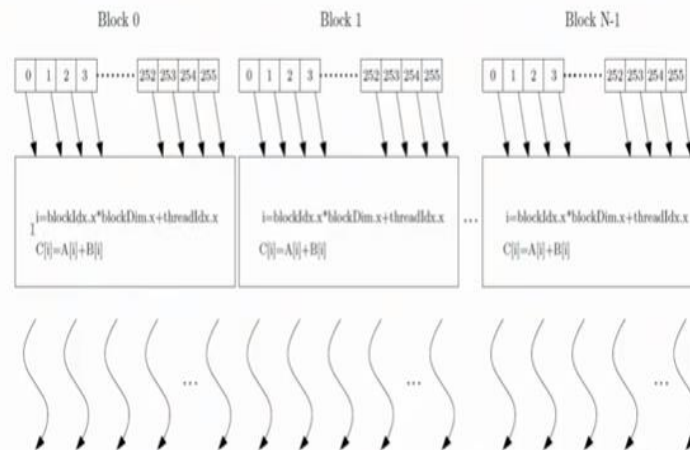 Block 0 Block 1 Block N-1
0 1 2 3 ........ 252 253 254 255 0 1 2 3 ........ 252 253 254 255 0 1 2 3 ........ 252 253 254 255
i=blockIdx.x*blockDim.x+threadIdx.x i=blockIdx.x*blockDim.x+threadIdx.x ... i=blockIdx.x*blockDim.x+threadIdx.x
C[i]=A[i]+B[i] C[i]=A[i]+B[i] C[i]=A[i]+B[i]
... ... ...